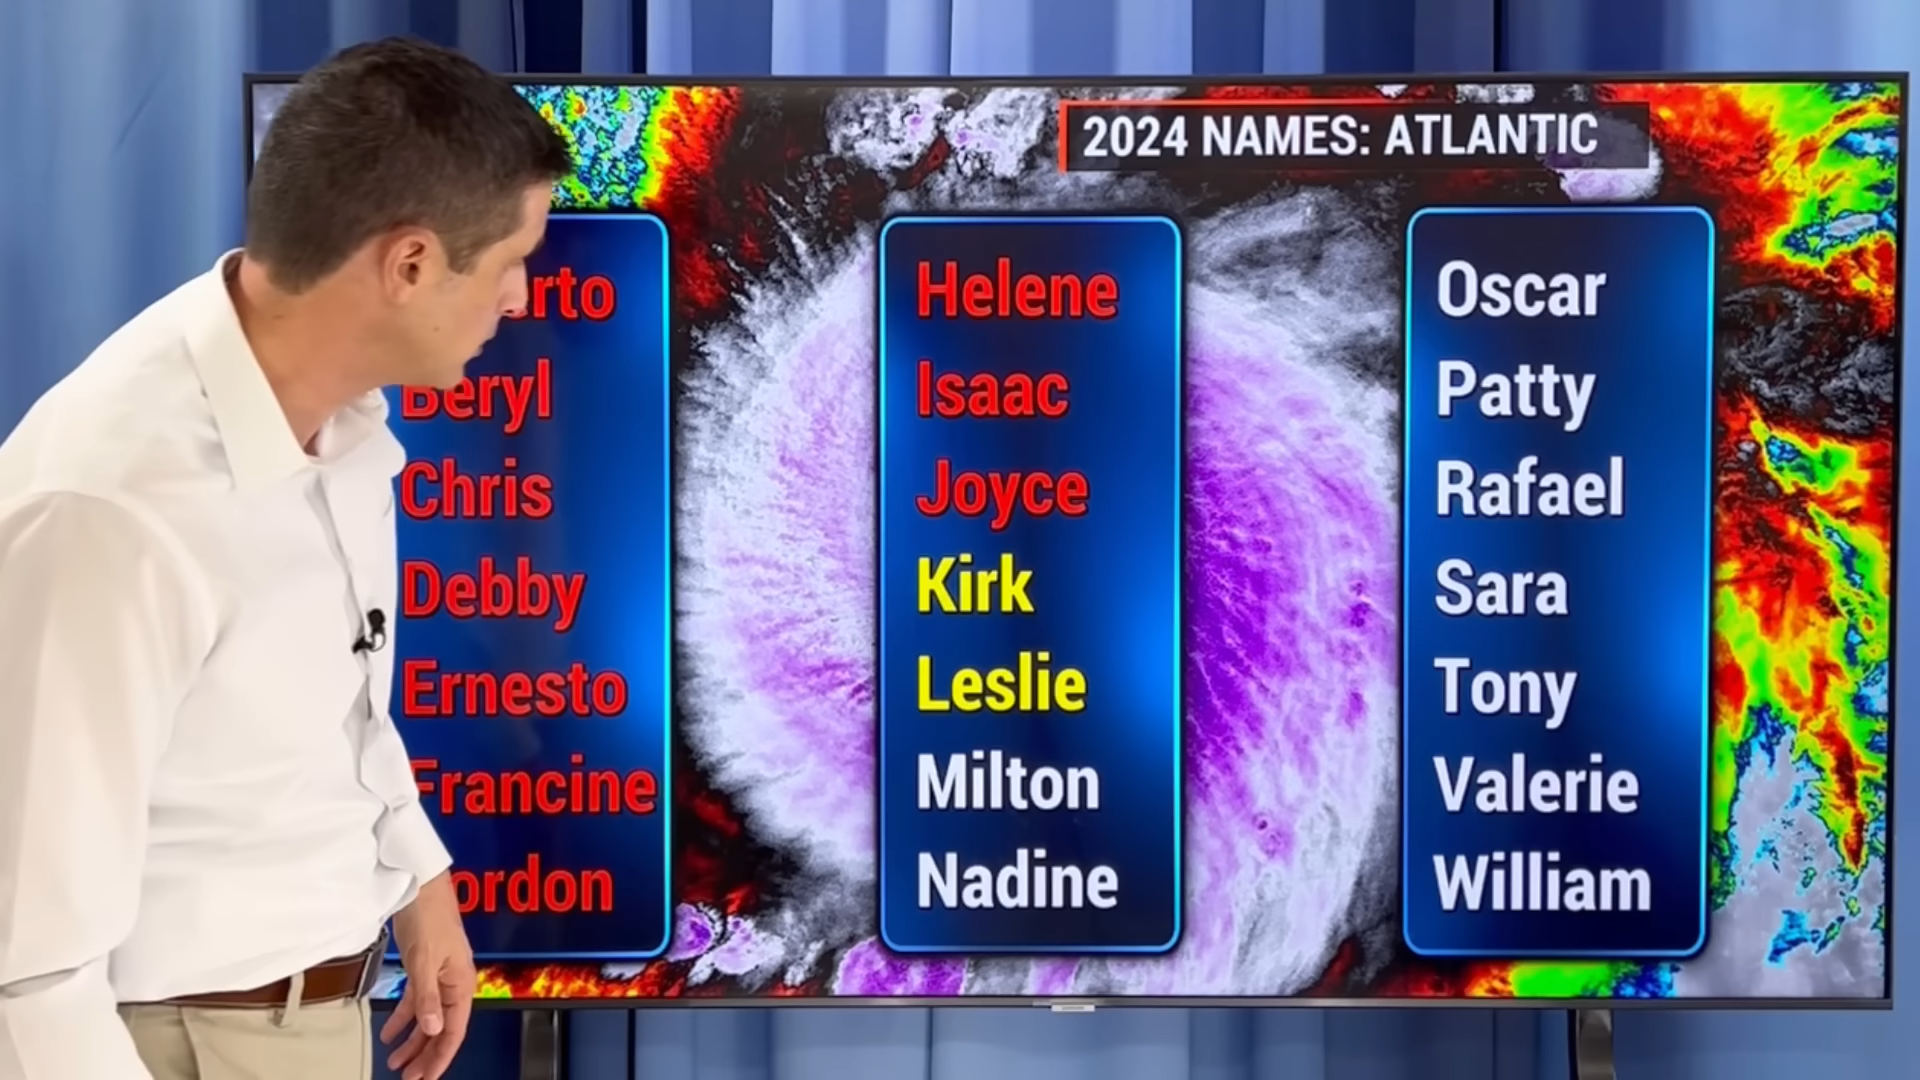 2024 NAMES: ATLANTIC
Beryl
Chris
Debby
Ernesto
Francine
Helene
Isaac
Joyce
Kirk
Leslie
Milton
Nadine
Oscar
Patty
Rafael
Sara
Tony
Valerie
William